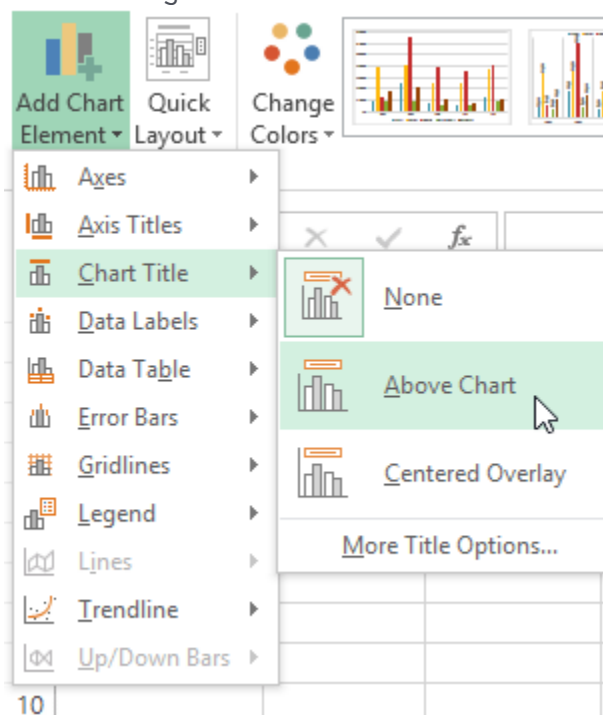 Add Chart
Element
Quick
Layout
Change
Colors
Axes
Axis Titles
fx
Chart Title
None
Data Labels
Data Table
Above Chart
Error Bars
Gridlines
Centered Overlay
Legend
More Title Options...
Lines
Trendline
Up/Down Bars
10